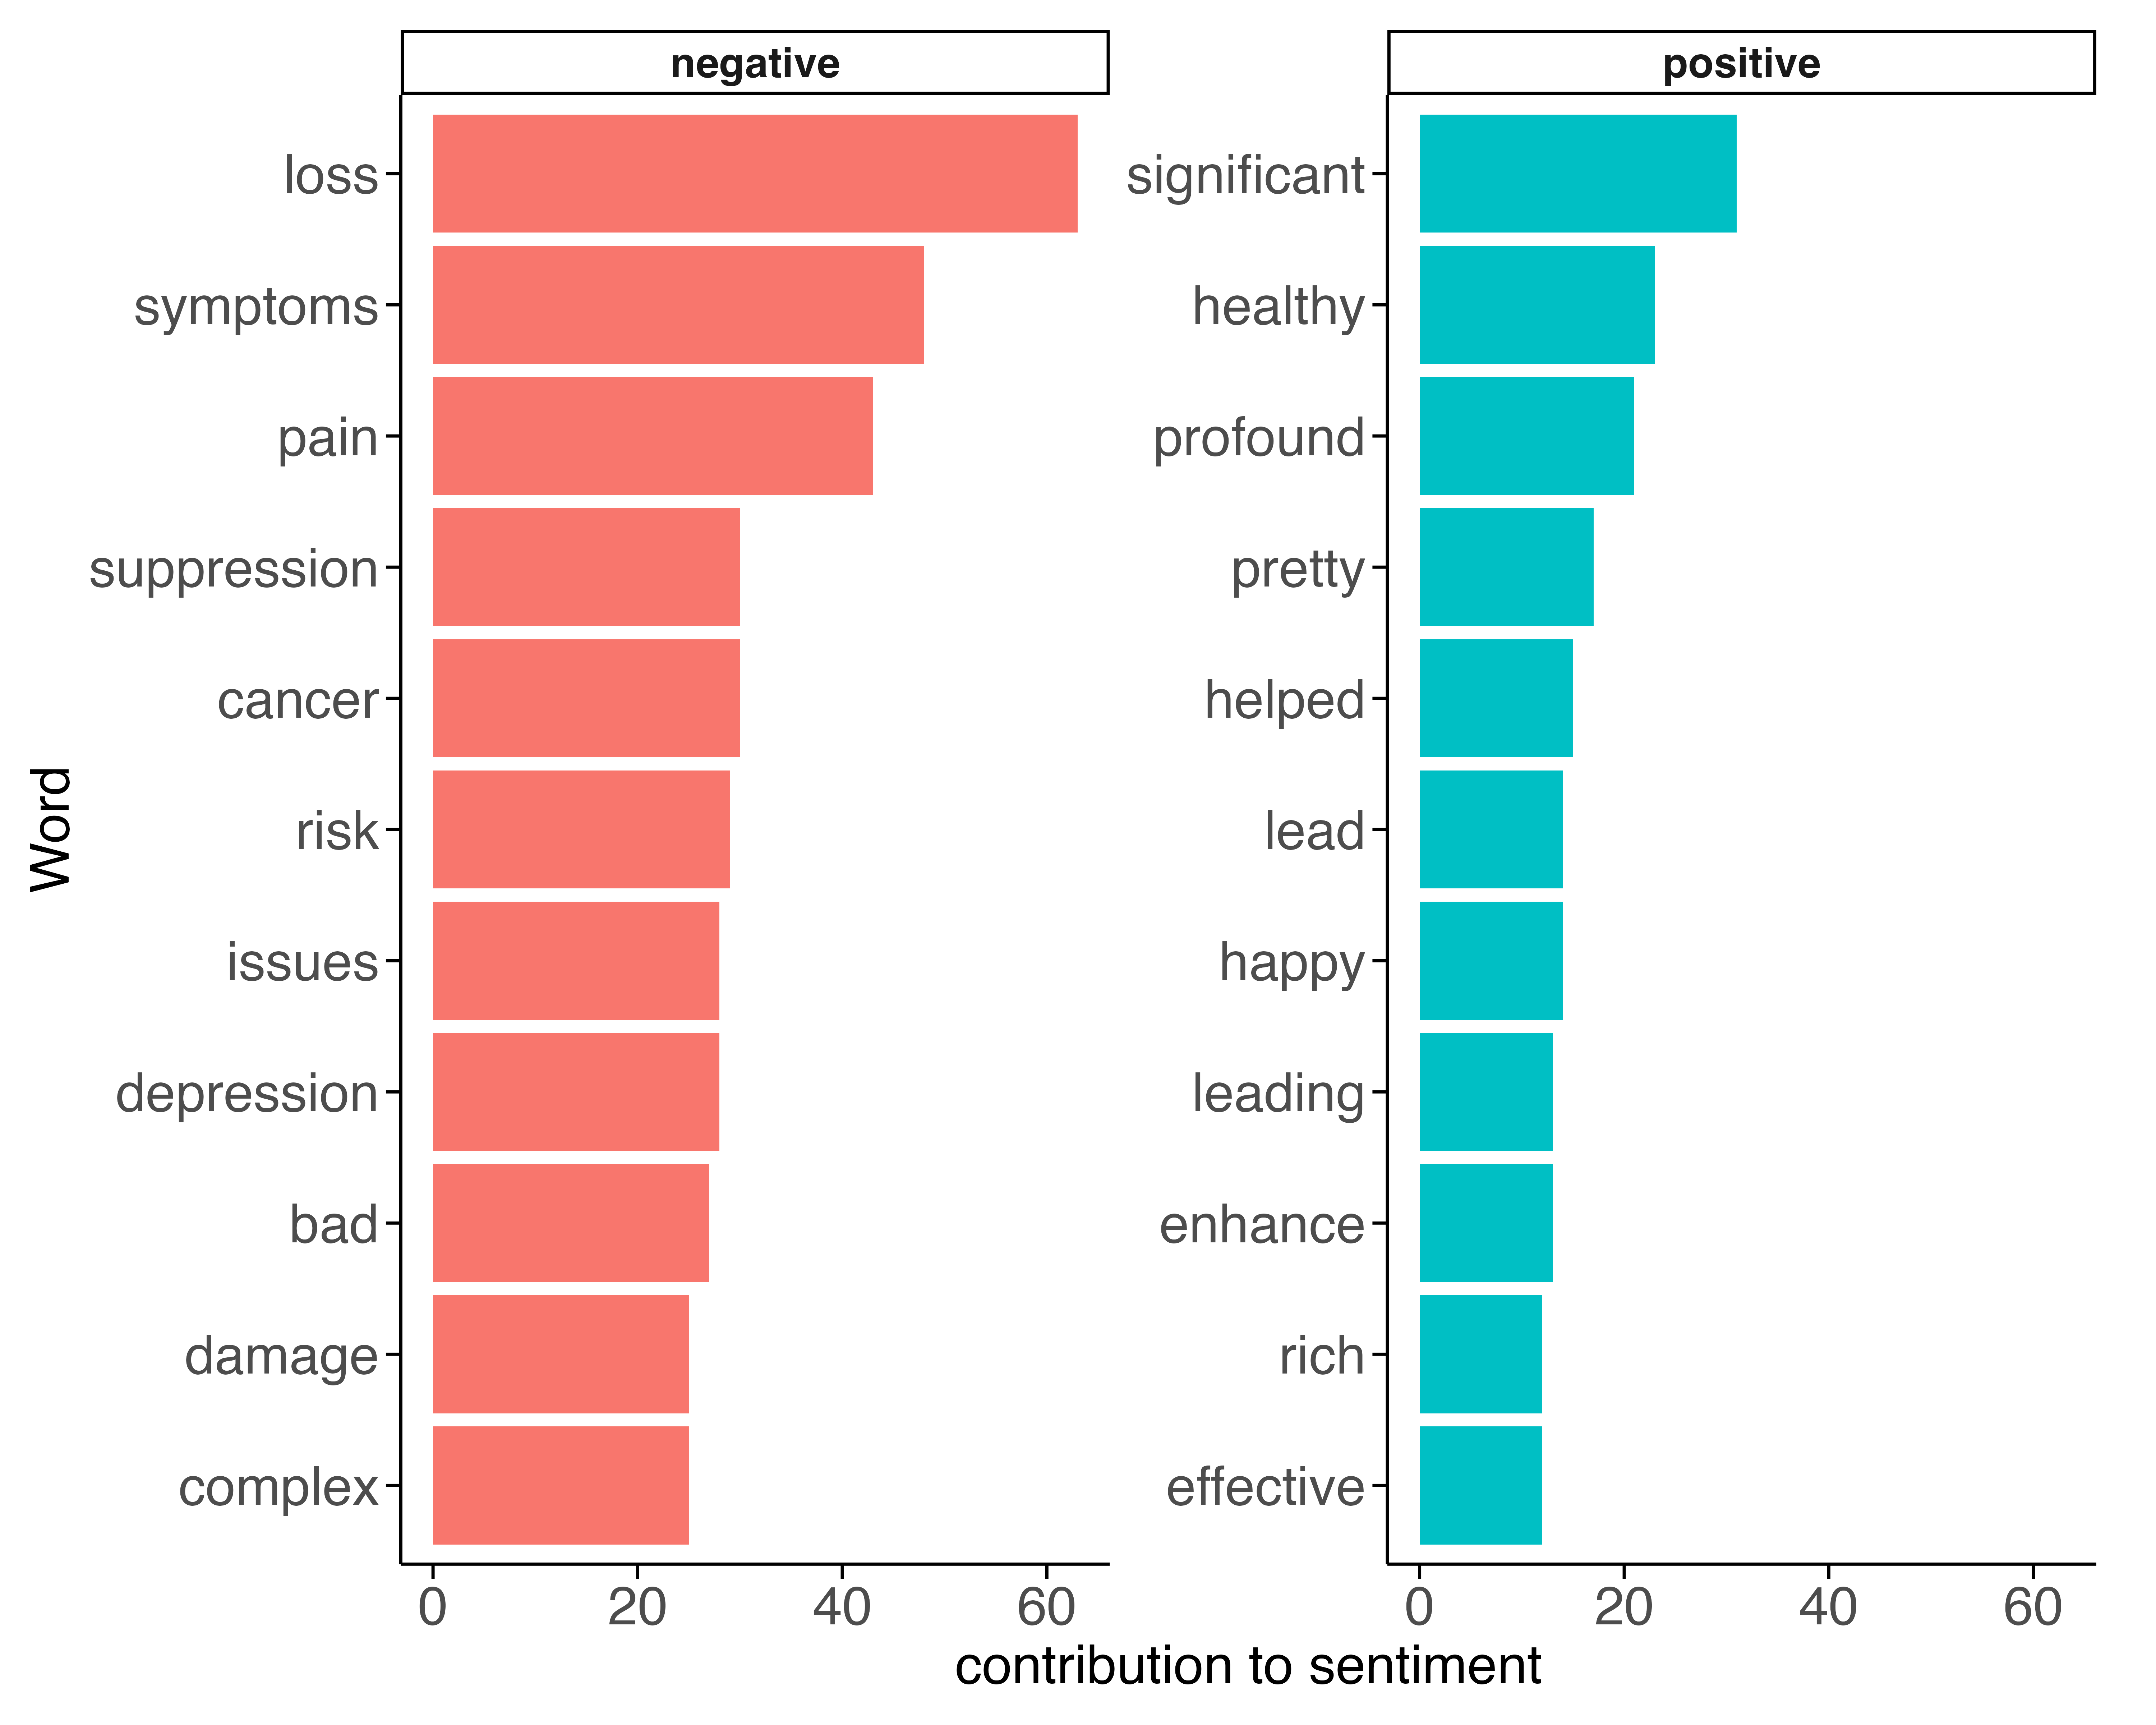 negative
positive
Word
loss
symptoms
pain
suppression
cancer
risk
issues
depression
bad
damage
complex
0 20 40 60
significant
healthy
profound
pretty
helped
lead
happy
leading
enhance
rich
effective
0 20 40 60
contribution to sentiment